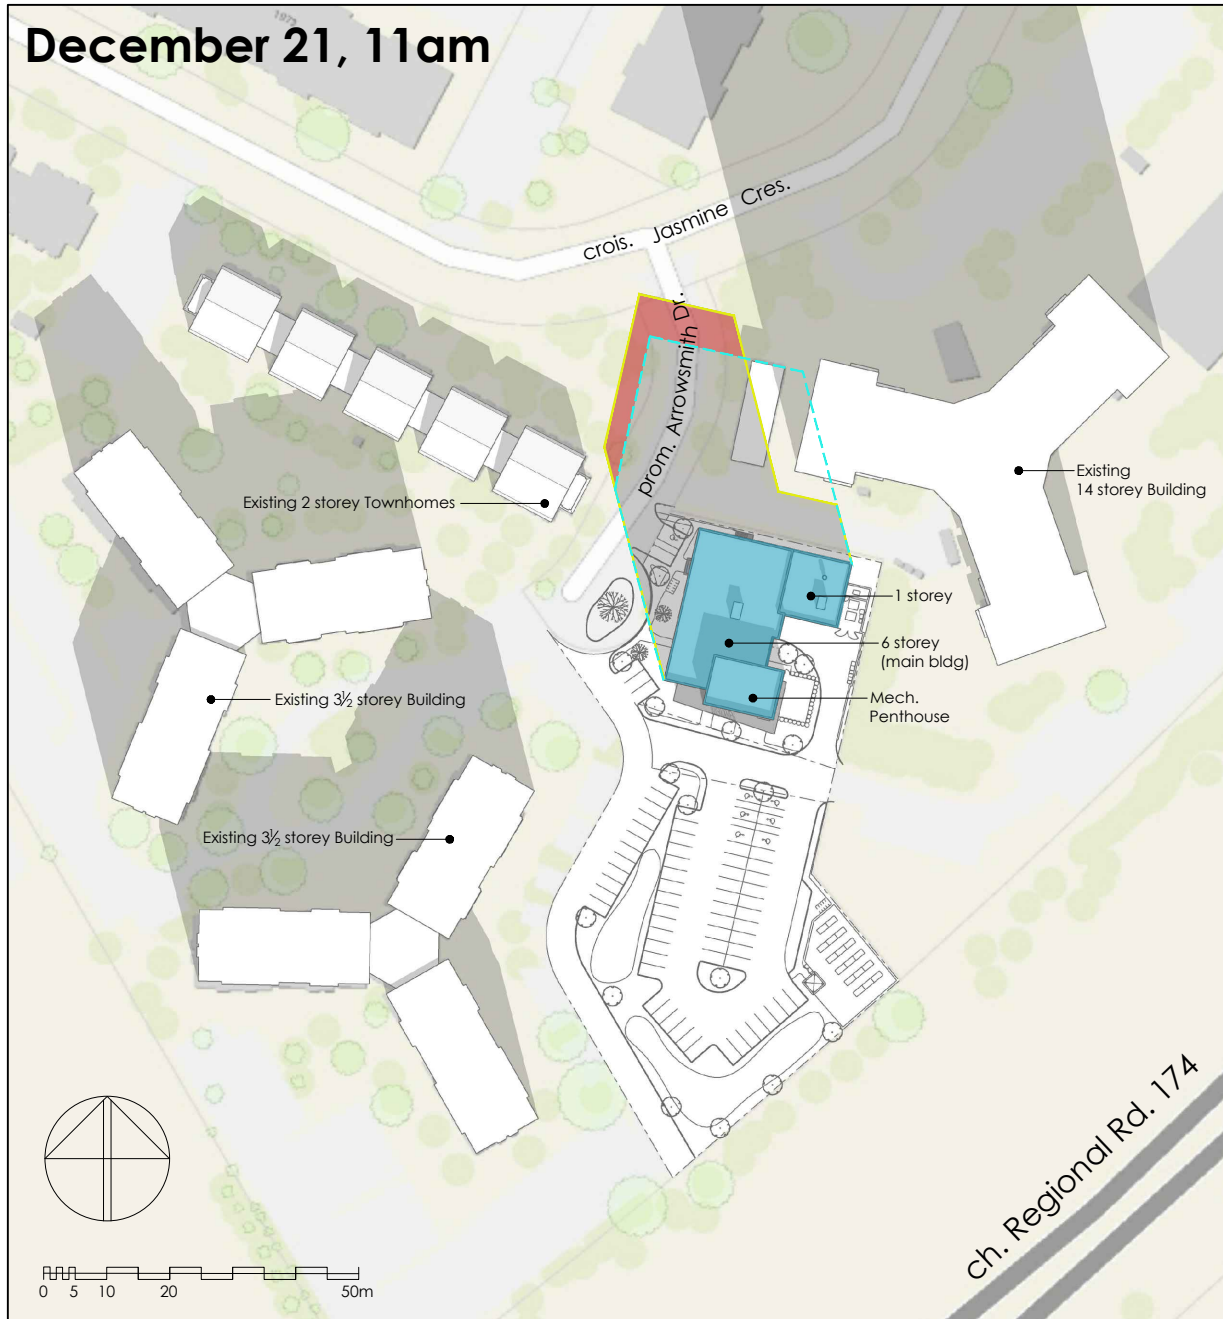 1973
December 21, 11am
crois. Jasmine Cres.
prom. Arrowsmith Dr.
Existing
14 storey Building
Existing 2 storey Townhomes
1 storey
6 storey
(main bldg)
Mech.
Penthouse
Existing 3½ storey Building
Existing 3½ storey Building
ch. Regional Rd. 174
0 5 10 20 50m